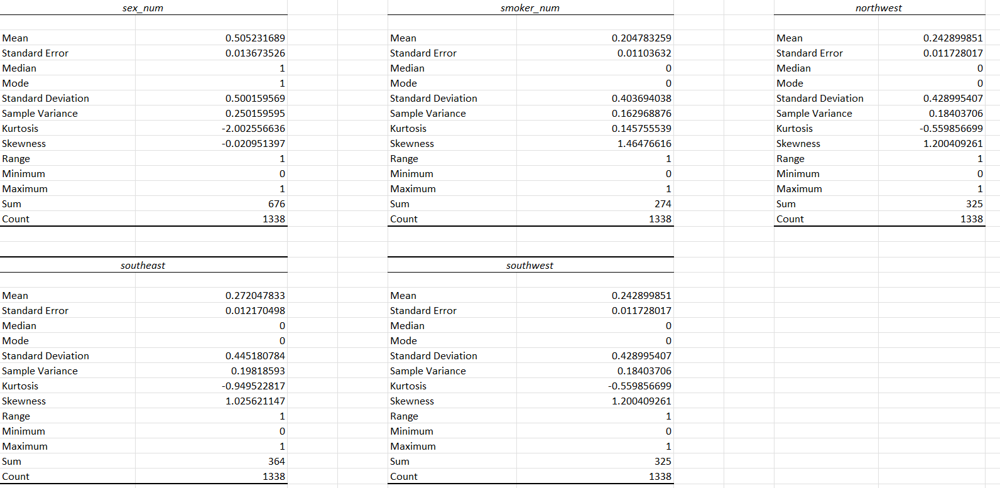 sex_num smoker_num northwest
Mean 0.505231689 Mean 0.204783259 Mean 0.242899851
Standard Error 0.013673526 Standard Error 0.01103632 Standard Error 0.011728017
Median 1 Median 0 Median 0
Mode 1 Mode 0 Mode 0
Standard Deviation 0.500159569 Standard Deviation 0.403694038 Standard Deviation 0.428995407
Sample Variance 0.250159595 Sample Variance 0.162968876 Sample Variance 0.18403706
Kurtosis -2.002556636 Kurtosis 0.145755539 Kurtosis -0.559856699
Skewness -0.020951397 Skewness 1.46476616 Skewness 1.200409261
Range 1 Range 1 Range 1
Minimum 0 Minimum 0 Minimum 0
Maximum 1 Maximum 1 Maximum 1
Sum 676 Sum 274 Sum 325
Count 1338 Count 1338 Count 1338
southeast southwest
Mean 0.272047833 Mean 0.242899851
Standard Error 0.012170498 Standard Error 0.011728017
Median 0 Median 0
Mode 0 Mode 0
Standard Deviation 0.445180784 Standard Deviation 0.428995407
Sample Variance 0.19818593 Sample Variance 0.18403706
Kurtosis -0.949522817 Kurtosis -0.559856699
Skewness 1.025621147 Skewness 1.200409261
Range 1 Range 1
Minimum 0 Minimum 0
Maximum 1 Maximum 1
Sum 364 Sum 325
Count 1338 Count 1338